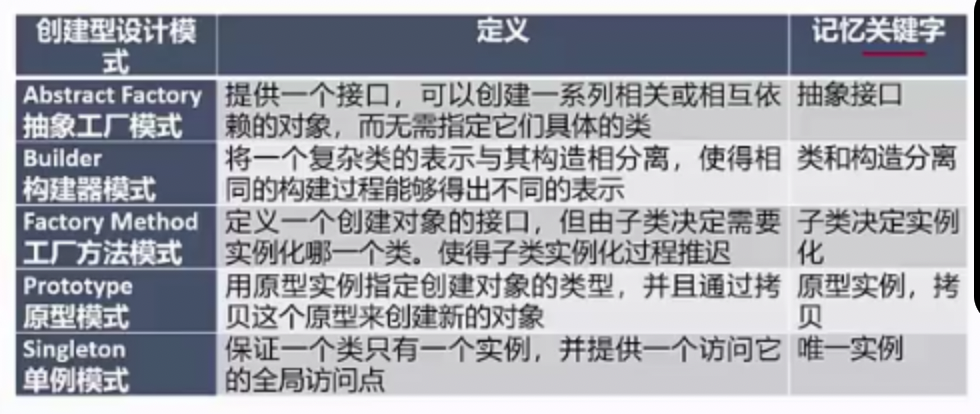 创建型设计模
式
定义
记忆关键字
Abstract Factory
抽象工厂模式
提供一个接口，可以创建一系列相关或相互依
赖的对象，而无需指定它们具体的类
抽象接口
Builder
构建器模式
将一个复杂类的表示与其构造相分离，使得相
同的构建过程能够得出不同的表示
类和构造分离
Factory Method
工厂方法模式
定义一个创建对象的接口，但由子类决定需要
实例化哪一个类。使得子类实例化过程推迟
子类决定实例
化
Prototype
原型模式
用原型实例指定创建对象的类型，并且通过拷
贝这个原型来创建新的对象
原型实例，拷
贝
Singleton
单例模式
保证一个类只有一个实例，并提供一个访问它
的全局访问点
唯一实例